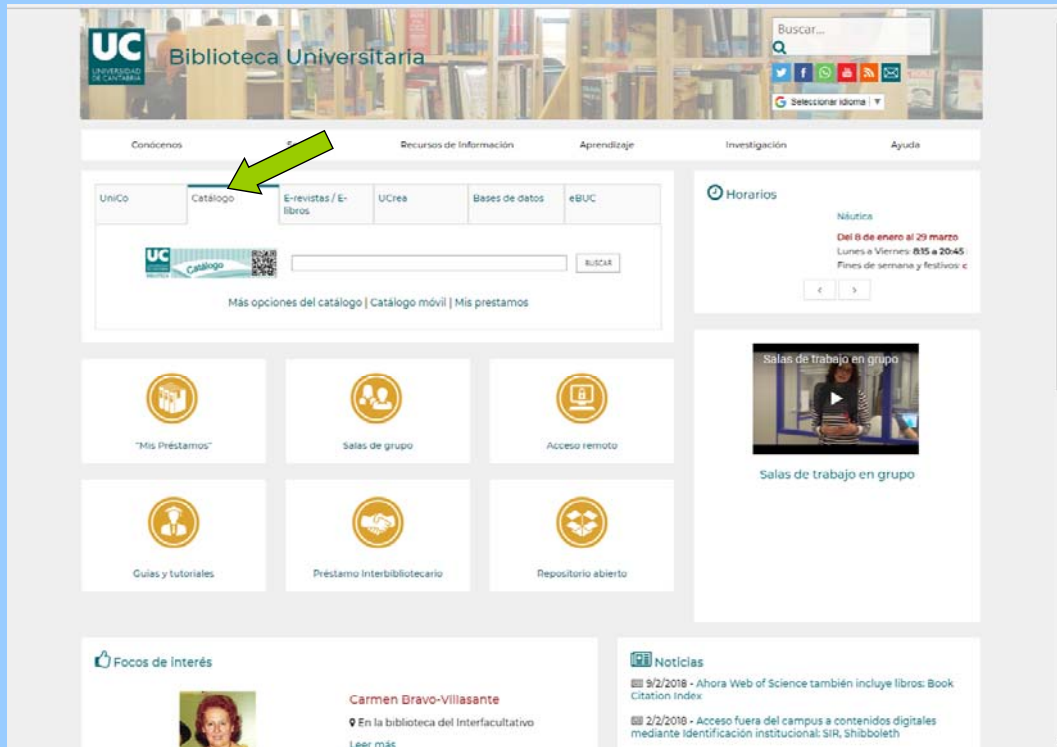 UC
UNIVERSIDAD
DE CANTABRIA
Biblioteca Universitaria
Buscar...
Seleccionar idioma
Conócenos
Recursos de Información
Aprendizaje
Investigación
Ayuda
UniCo
Catálogo
E-revistas / E-
libros
UCrea
Bases de datos
eBUC
UC
Catálogo
BUSCAR
Más opciones del catálogo | Catálogo móvil | Mis prestamos
Horarios
Náutica
Del 8 de enero al 29 marzo
Lunes a Viernes: 8:15 a 20:45
Fines de semana y festivos: c
"Mis Préstamos"
Salas de grupo
Acceso remoto
Salas de trabajo en grupo
Salas de trabajo en grupo
Guías y tutoriales
Préstamo Interbibliotecario
Repositorio abierto
Focos de interés
Carmen Bravo-Villasante
En la biblioteca del Interfacultativo
Leer más
Noticias
9/2/2018 - Ahora Web of Science también incluye libros: Book
Citation Index
2/2/2018 - Acceso fuera del campus a contenidos digitales
mediante Identificación institucional: SIR, Shibboleth